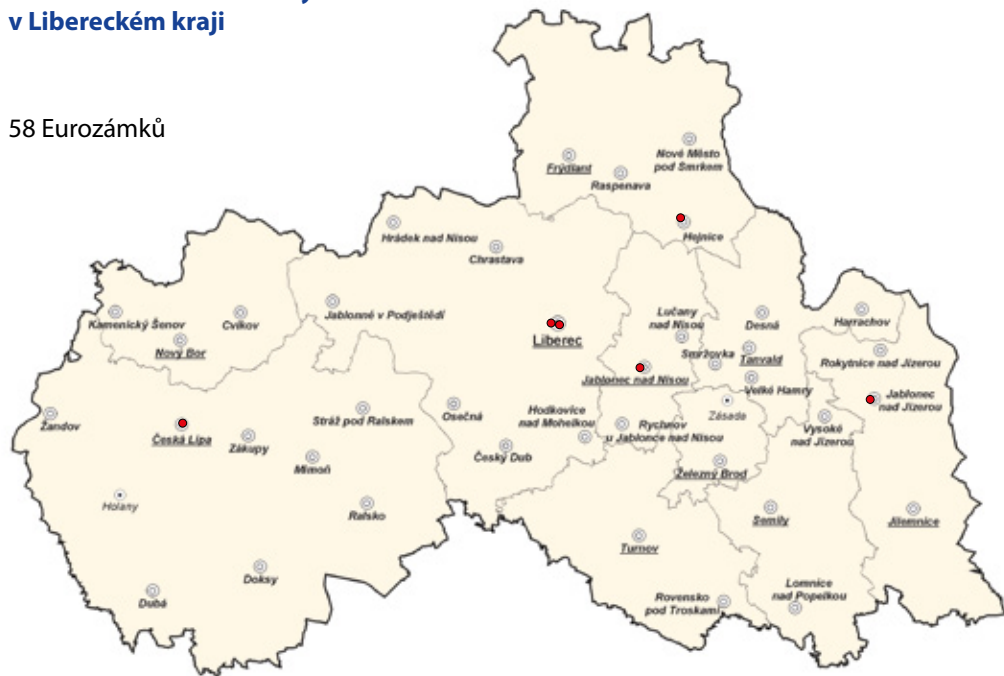 v Libereckém kraji
58 Eurozámků
Frýdlant
Nové Město
pod Smrkem
Raspenava
Hejnice
Hrádek nad Nisou
Chrastava
Kamenický Šenov
Cvikov
Jablonné v Podještědí
Nový Bor
Liberec
Lučany
nad Nisou
Desná
Harrachov
Smržovka
Tanvald
Rokytnice nad Jizerou
Jablonec nad Nisou
Velké Hamry
Jablonec
nad Jizerou
Žandov
Česká Lípa
Zákupy
Stráž pod Ralskem
Osečná
Hodkovice
nad Mohelkou
Rychnov
u Jablonce nad Nisou
Zásada
Vysoké
nad Jizerou
Mimoň
Český Dub
Železný Brod
Holany
Ralsko
Semily
Jilemnice
Turnov
Doksy
Dubá
Rovensko
pod Troskami
Lomnice
nad Popelkou